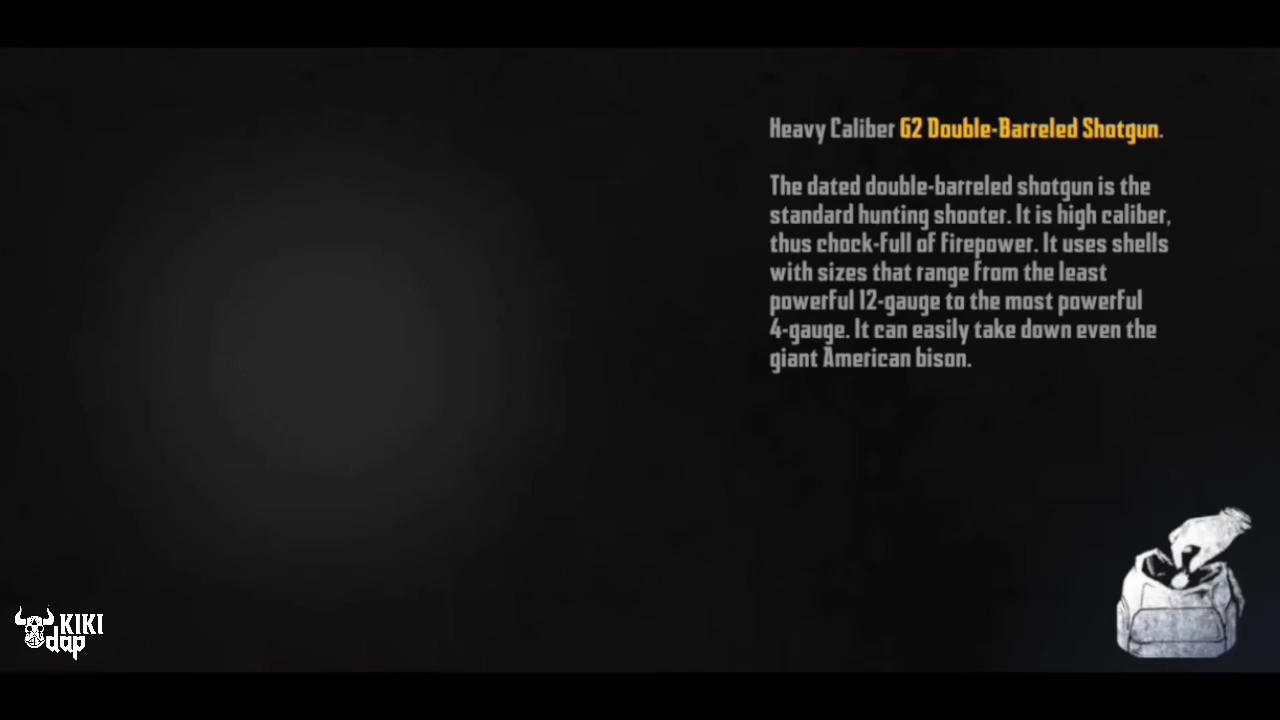 Heavy Caliber G2 Double-Barreled Shotgun.
The dated double-barreled shotgun is the
standard hunting shooter. It is high caliber,
thus chock-full of firepower. It uses shells
with sizes that range from the least
powerful 12-gauge to the most powerful
4-gauge. It can easily take down even the
giant American bison.
KIKI
dap